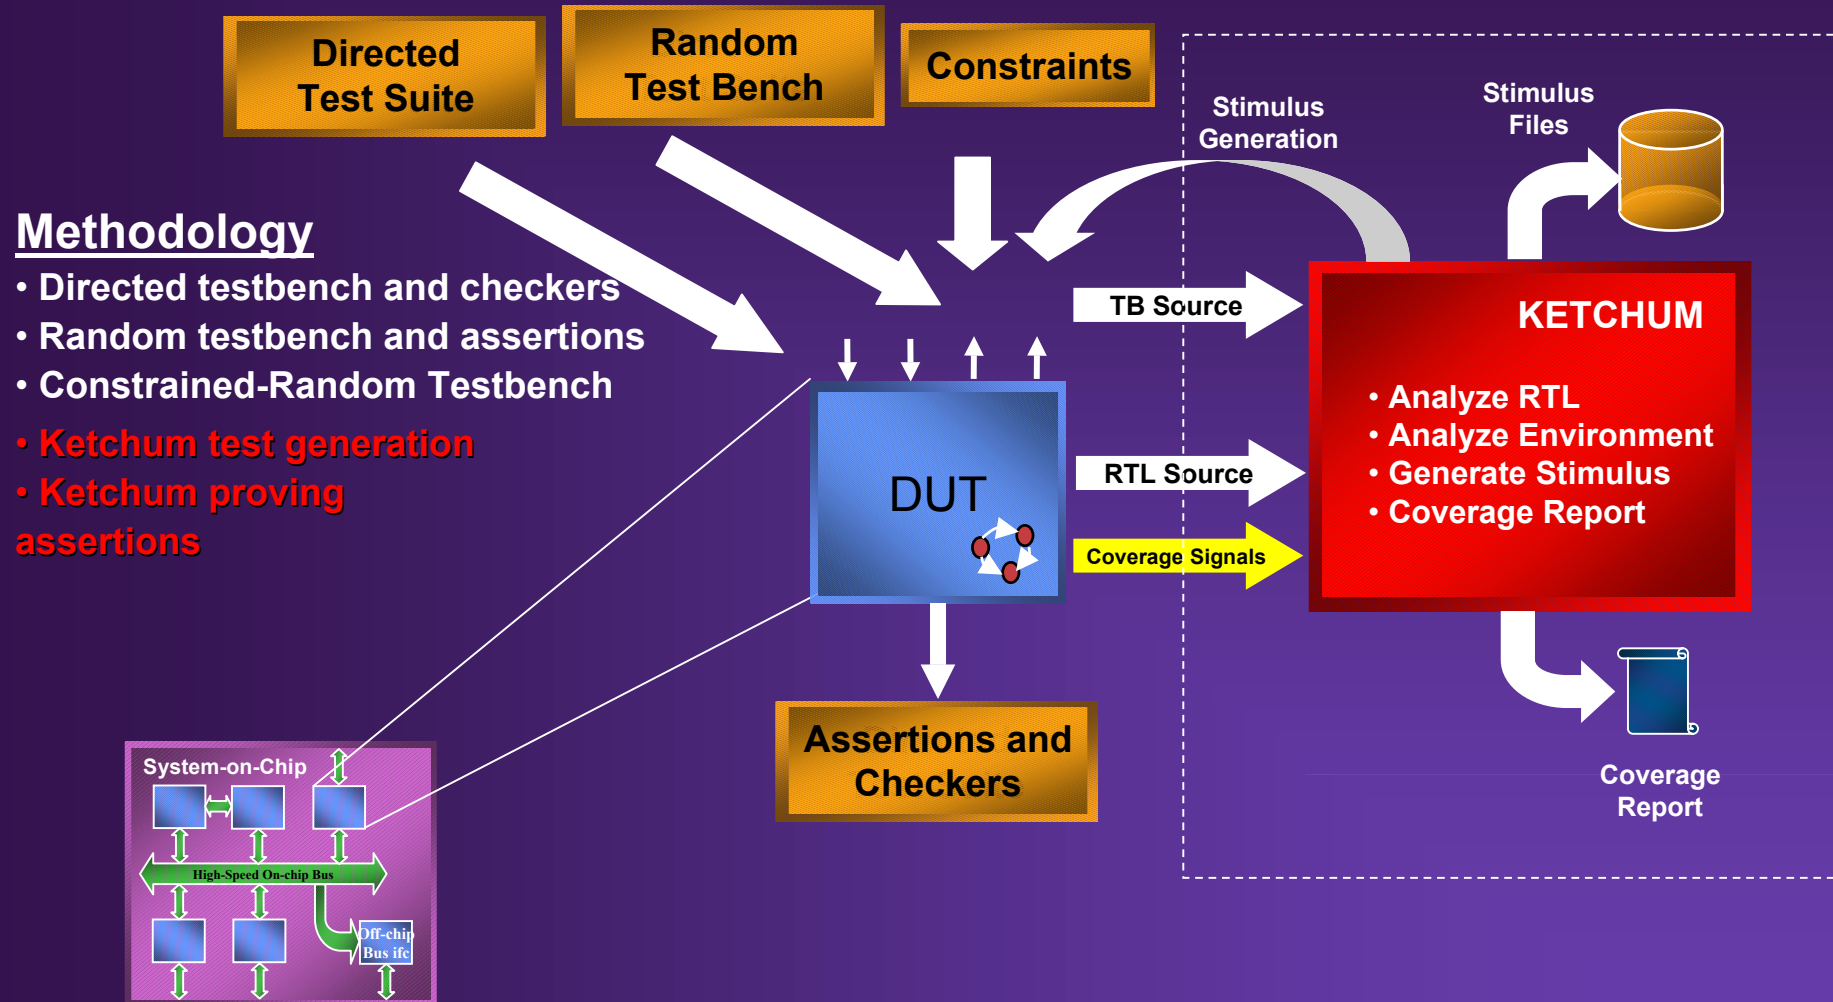 Directed
Test Suite
Random
Test Bench
Constraints
Stimulus
Generation
Stimulus
Files
Methodology
• Directed testbench and checkers
• Random testbench and assertions
• Constrained-Random Testbench
• Ketchum test generation
• Ketchum proving
assertions
TB Source
RTL Source
Coverage Signals
DUT
KETCHUM
• Analyze RTL
• Analyze Environment
• Generate Stimulus
• Coverage Report
Assertions and
Checkers
Coverage
Report
System-on-Chip
High-Speed On-chip Bus
Off-chip
Bus ifc